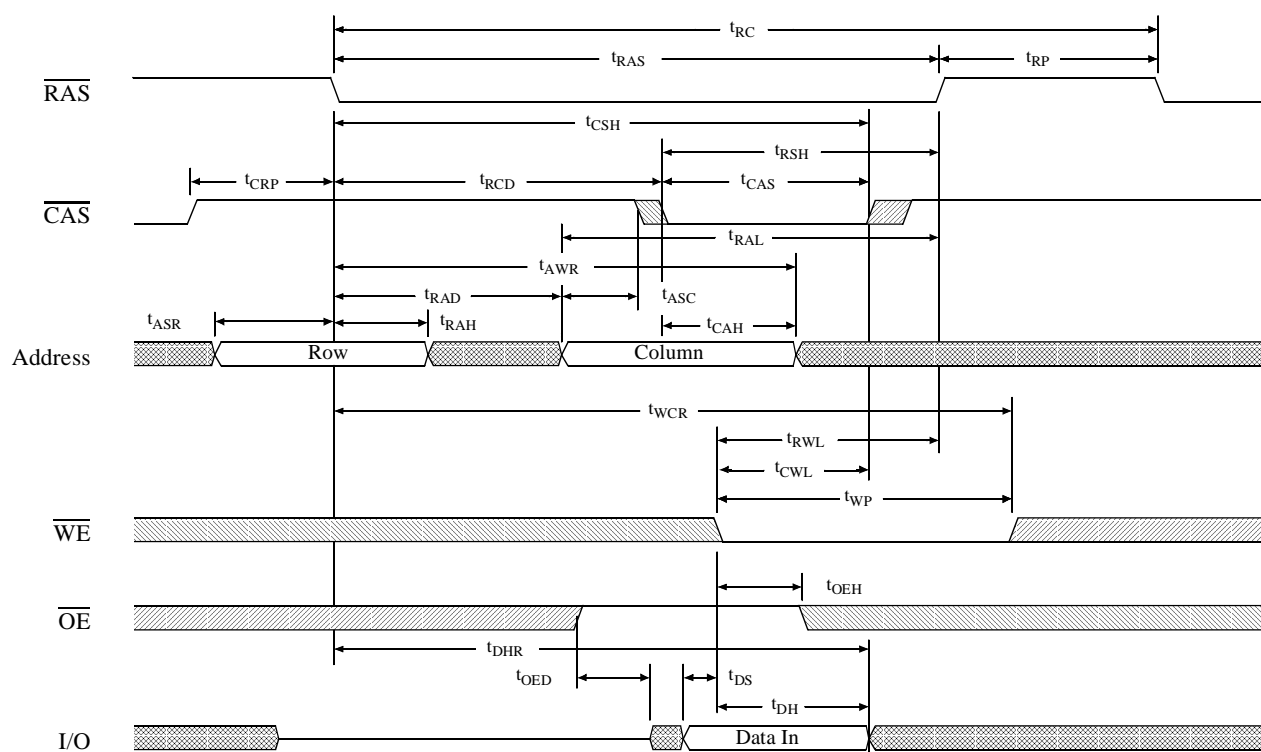 tRC
tRAS tRP
RAS
tCSH
tRSH
tCRP tRCD tCAS
CAS
tRAL
tAWR
tRAD tASC
tASR tRAH tCAH
Address Row Column
tWCR
tRWL
tCWL
tWP
WE
tOEH
OE
tDHR
tOED tDS
tDH
I/O Data In